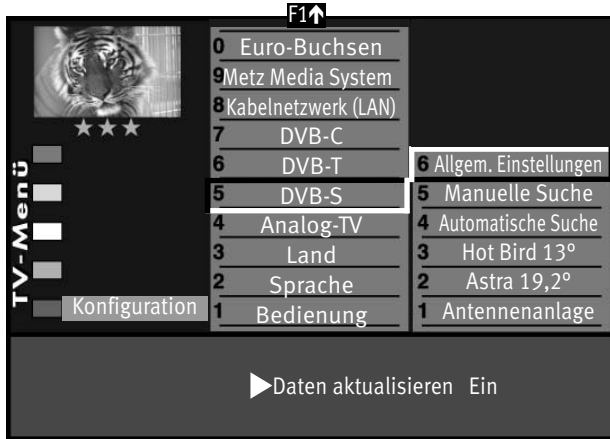 F1↑
0 Euro-Buchsen
9 Metz Media System
8 Kabelnetzwerk (LAN)
7 DVB-C
6 DVB-T
5 DVB-S
4 Analog-TV
3 Land
2 Sprache
1 Bedienung
6 Allgem. Einstellungen
5 Manuelle Suche
4 Automatische Suche
3 Hot Bird 13°
2 Astra 19,2°
1 Antennenanlage
TV-Menü
Konfiguration
Daten aktualisieren Ein